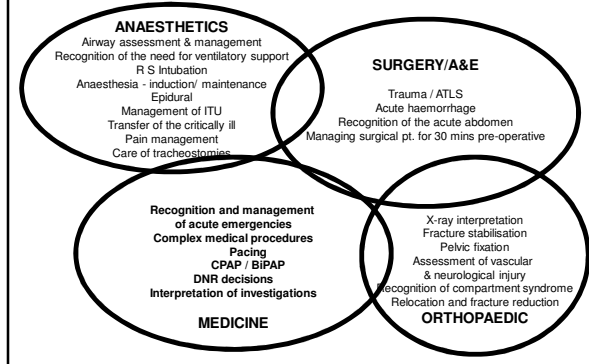 ANAESTHETICS
Airway assessment & management
Recognition of the need for ventilatory support
R S Intubation
Anaesthesia - induction/ maintenance
Epidural
Management of ITU
Transfer of the critically ill
Pain management
Care of tracheostomies
SURGERY/A&E
Trauma / ATLS
Acute haemorrhage
Recognition of the acute abdomen
Managing surgical pt. for 30 mins pre-operative
Recognition and management
of acute emergencies
Complex medical procedures
Pacing
CPAP / BiPAP
DNR decisions
Interpretation of investigations
MEDICINE
X-ray interpretation
Fracture stabilisation
Pelvic fixation
Assessment of vascular
& neurological injury
Recognition of compartment syndrome
Relocation and fracture reduction
ORTHOPAEDIC